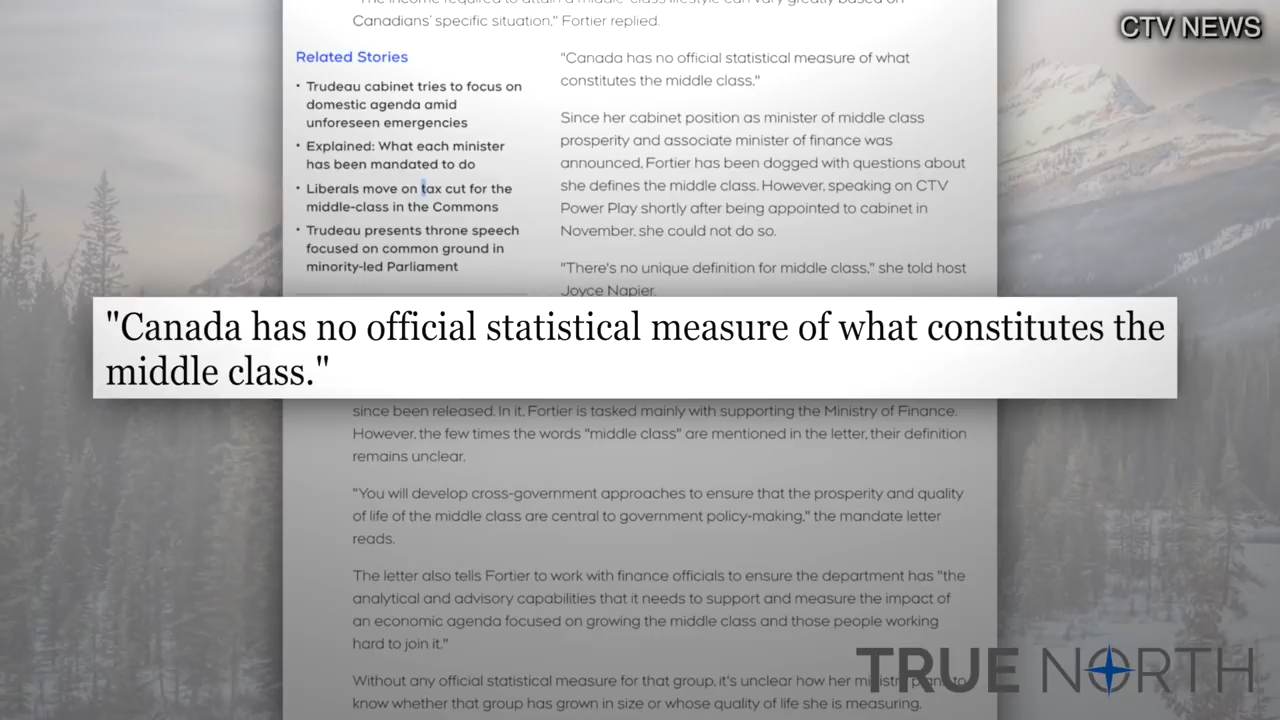 "The income required to attain a middle-class lifestyle can vary greatly based on
Canadians' specific situation," Fortier replied.
CTV NEWS
Related Stories
• Trudeau cabinet tries to focus on
domestic agenda amid
unforeseen emergencies
• Explained: What each minister
has been mandated to do
• Liberals move on tax cut for the
middle-class in the Commons
• Trudeau presents throne speech
focused on common ground in
minority-led Parliament
"Canada has no official statistical measure of what
constitutes the middle class."
Since her cabinet position as minister of middle class
prosperity and associate minister of finance was
announced, Fortier has been dogged with questions about
she defines the middle class. However, speaking on CTV
Power Play shortly after being appointed to cabinet in
November, she could not do so.
"There's no unique definition for middle class," she told host
Joyce Napier.
"Canada has no official statistical measure of what constitutes the
middle class."
since been released. In it, Fortier is tasked mainly with supporting the Ministry of Finance.
However, the few times the words "middle class" are mentioned in the letter, their definition
remains unclear.
"You will develop cross-government approaches to ensure that the prosperity and quality
of life of the middle class are central to government policy-making," the mandate letter
reads.
The letter also tells Fortier to work with finance officials to ensure the department has "the
analytical and advisory capabilities that it needs to support and measure the impact of
an economic agenda focused on growing the middle class and those people working
hard to join it."
Without any official statistical measure for that group, it's unclear how her ministry plans to
know whether that group has grown in size or whose quality of life she is measuring.
TRUE NORTH